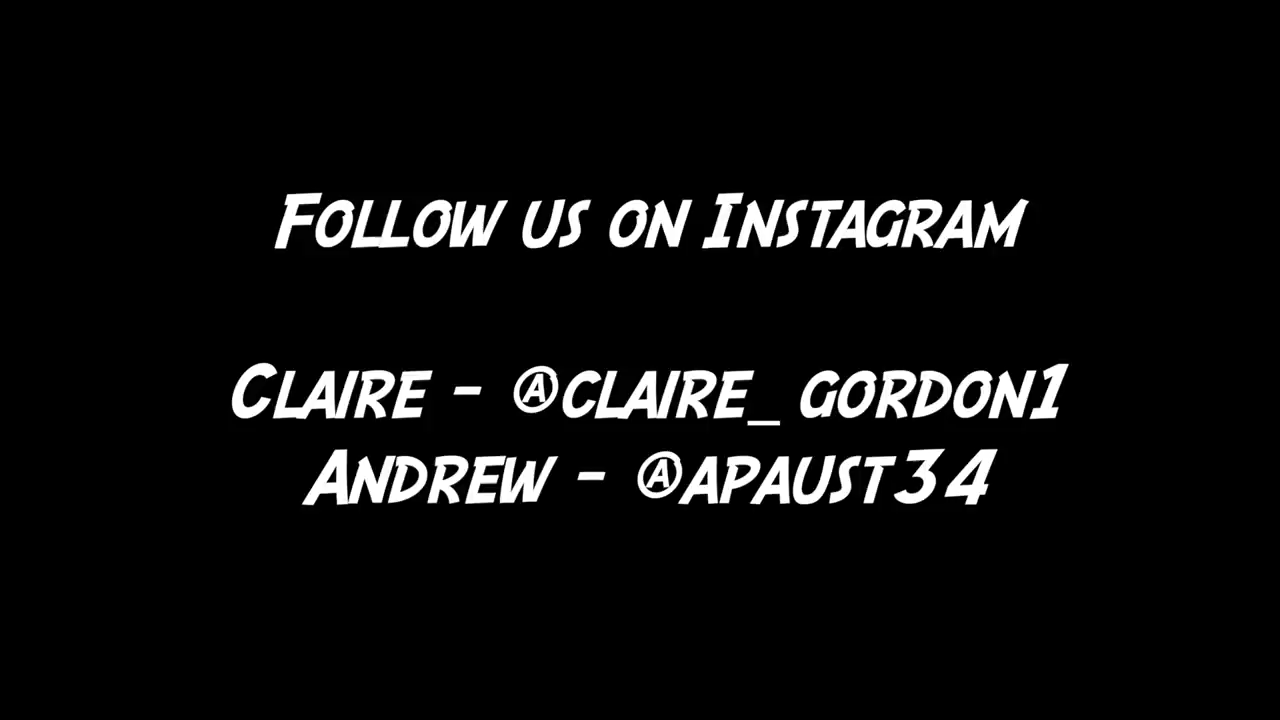 Follow us on Instagram
Claire - @claire_gordon1
Andrew - @apaust34